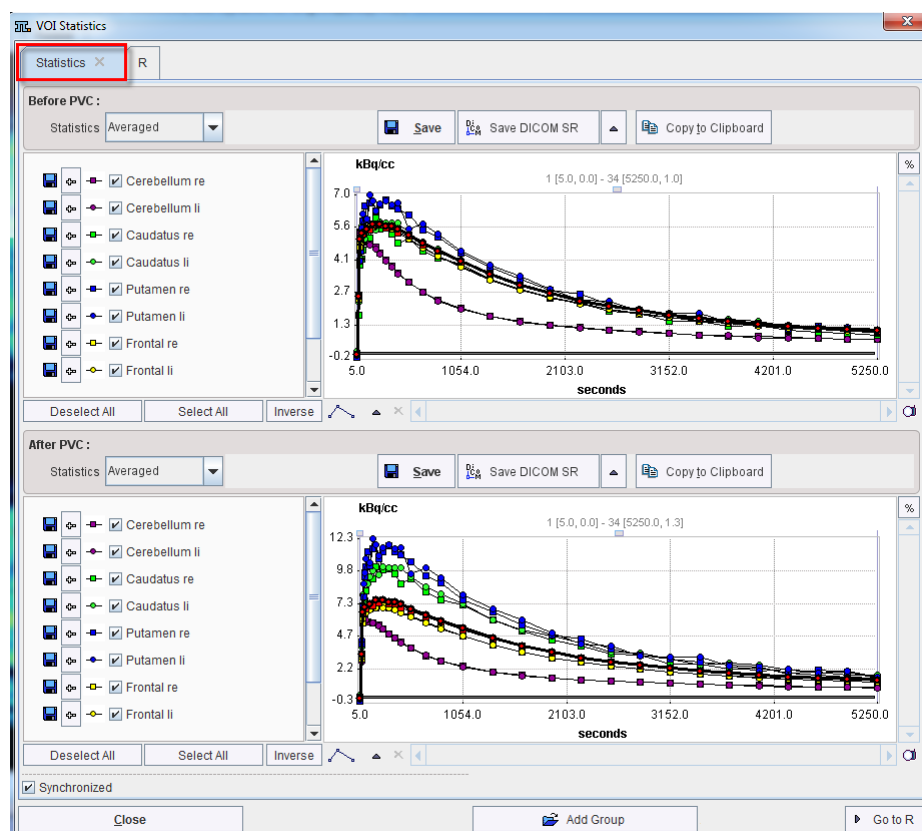 VOI Statistics
Statistics R
Before PVC :
Statistics Averaged Save Save DICOM SR Copy to Clipboard
%
kBq/cc
1 [5.0, 0.0] - 34 [5250.0, 1.0]
Cerebellum re
Cerebellum li
Caudatus re
Caudatus li
Putamen re
Putamen li
Frontal re
Frontal li
7.0
5.6
4.1
2.7
1.3
-0.2
5.0 1054.0 2103.0 3152.0 4201.0 5250.0
seconds
Deselect All Select All Inverse
After PVC :
Statistics Averaged Save Save DICOM SR Copy to Clipboard
%
kBq/cc
1 [5.0, 0.0] - 34 [5250.0, 1.3]
Cerebellum re
Cerebellum li
Caudatus re
Caudatus li
Putamen re
Putamen li
Frontal re
Frontal li
12.3
9.8
7.3
4.7
2.2
-0.3
5.0 1054.0 2103.0 3152.0 4201.0 5250.0
seconds
Deselect All Select All Inverse
Synchronized
Close Add Group Go to R